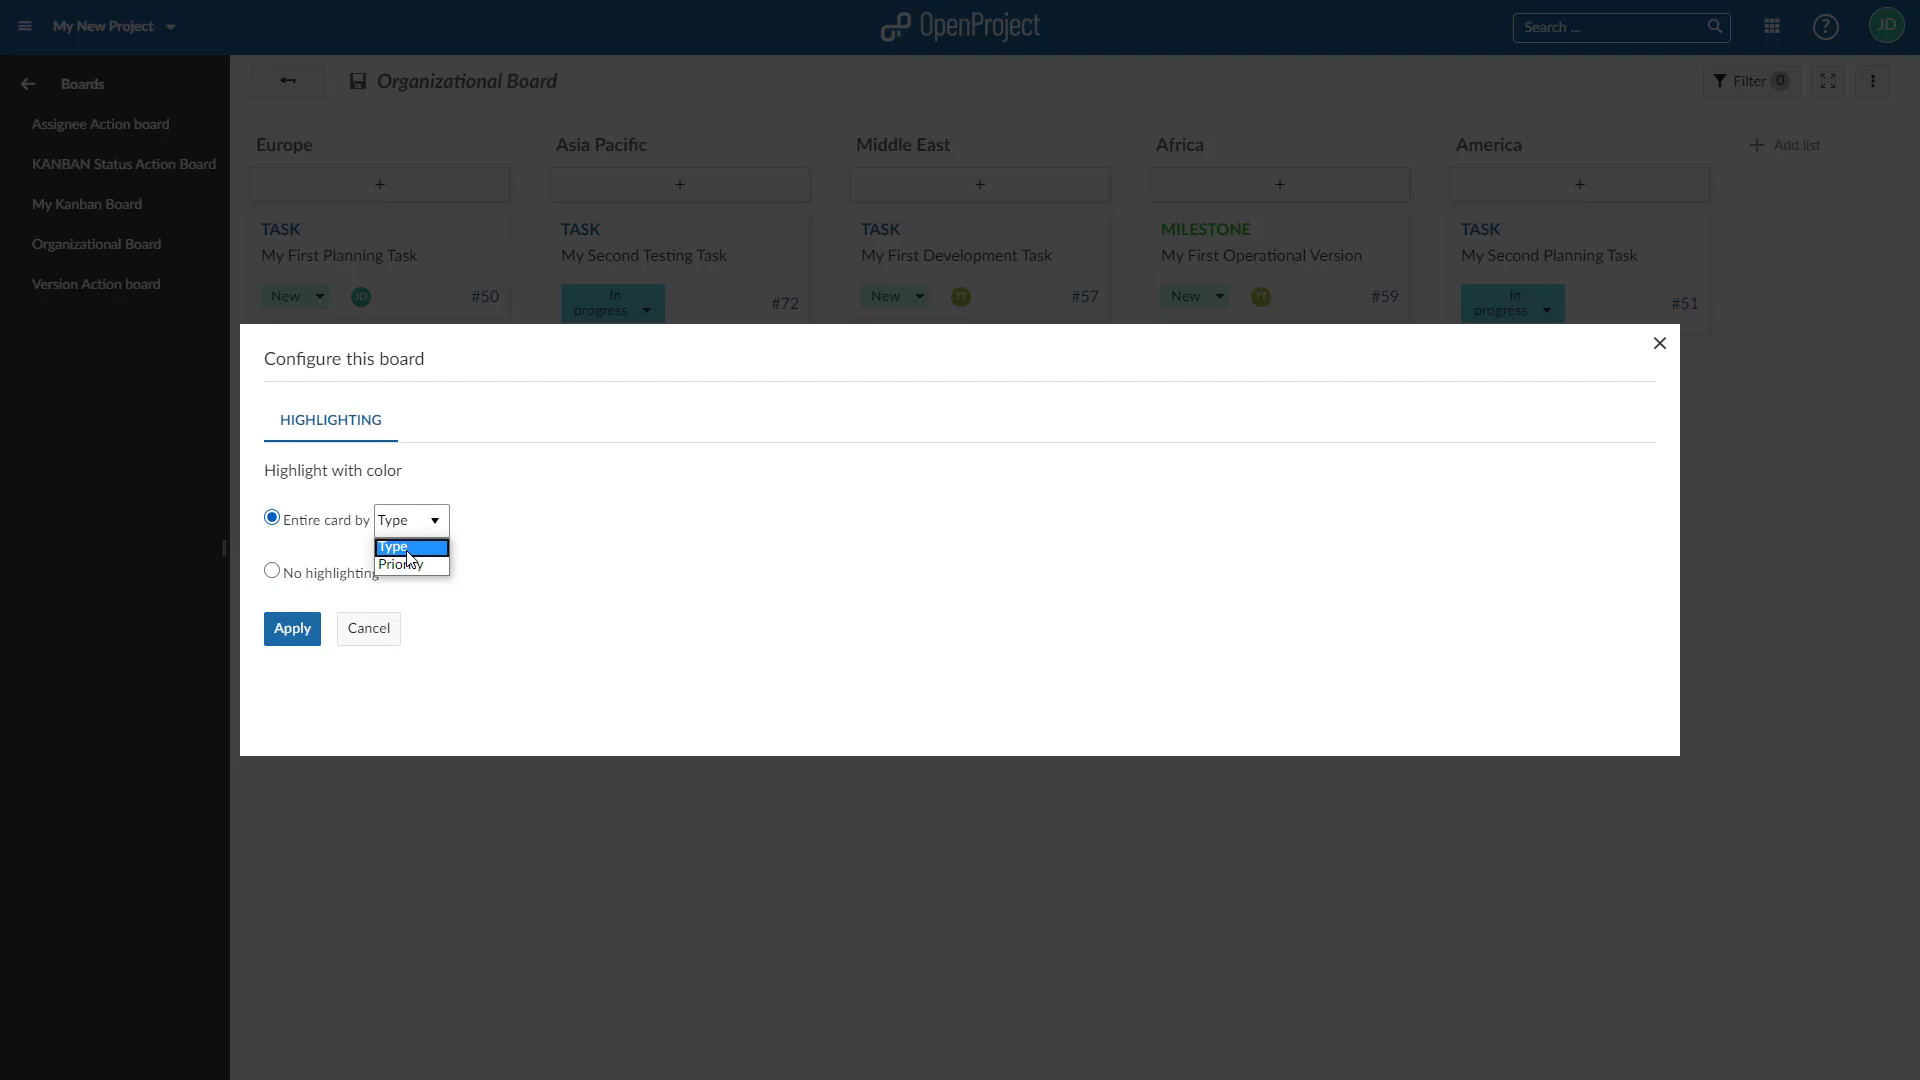 My New Project
OpenProject
Search ...
?
JD
Boards
Assignee Action board
KANBAN Status Action Board
My Kanban Board
Organizational Board
Version Action board
Organizational Board
Filter 0
Europe
Asia Pacific
Middle East
Africa
America
+ Add list
+
+
+
+
+
TASK
My First Planning Task
New
JD
#50
TASK
My Second Testing Task
In
progress
#72
TASK
My First Development Task
New
TT
#57
MILESTONE
My First Operational Version
New
TT
#59
TASK
My Second Planning Task
In
progress
#51
Configure this board
HIGHLIGHTING
Highlight with color
Entire card by Type
Type
Priority
No highlighting
Apply
Cancel